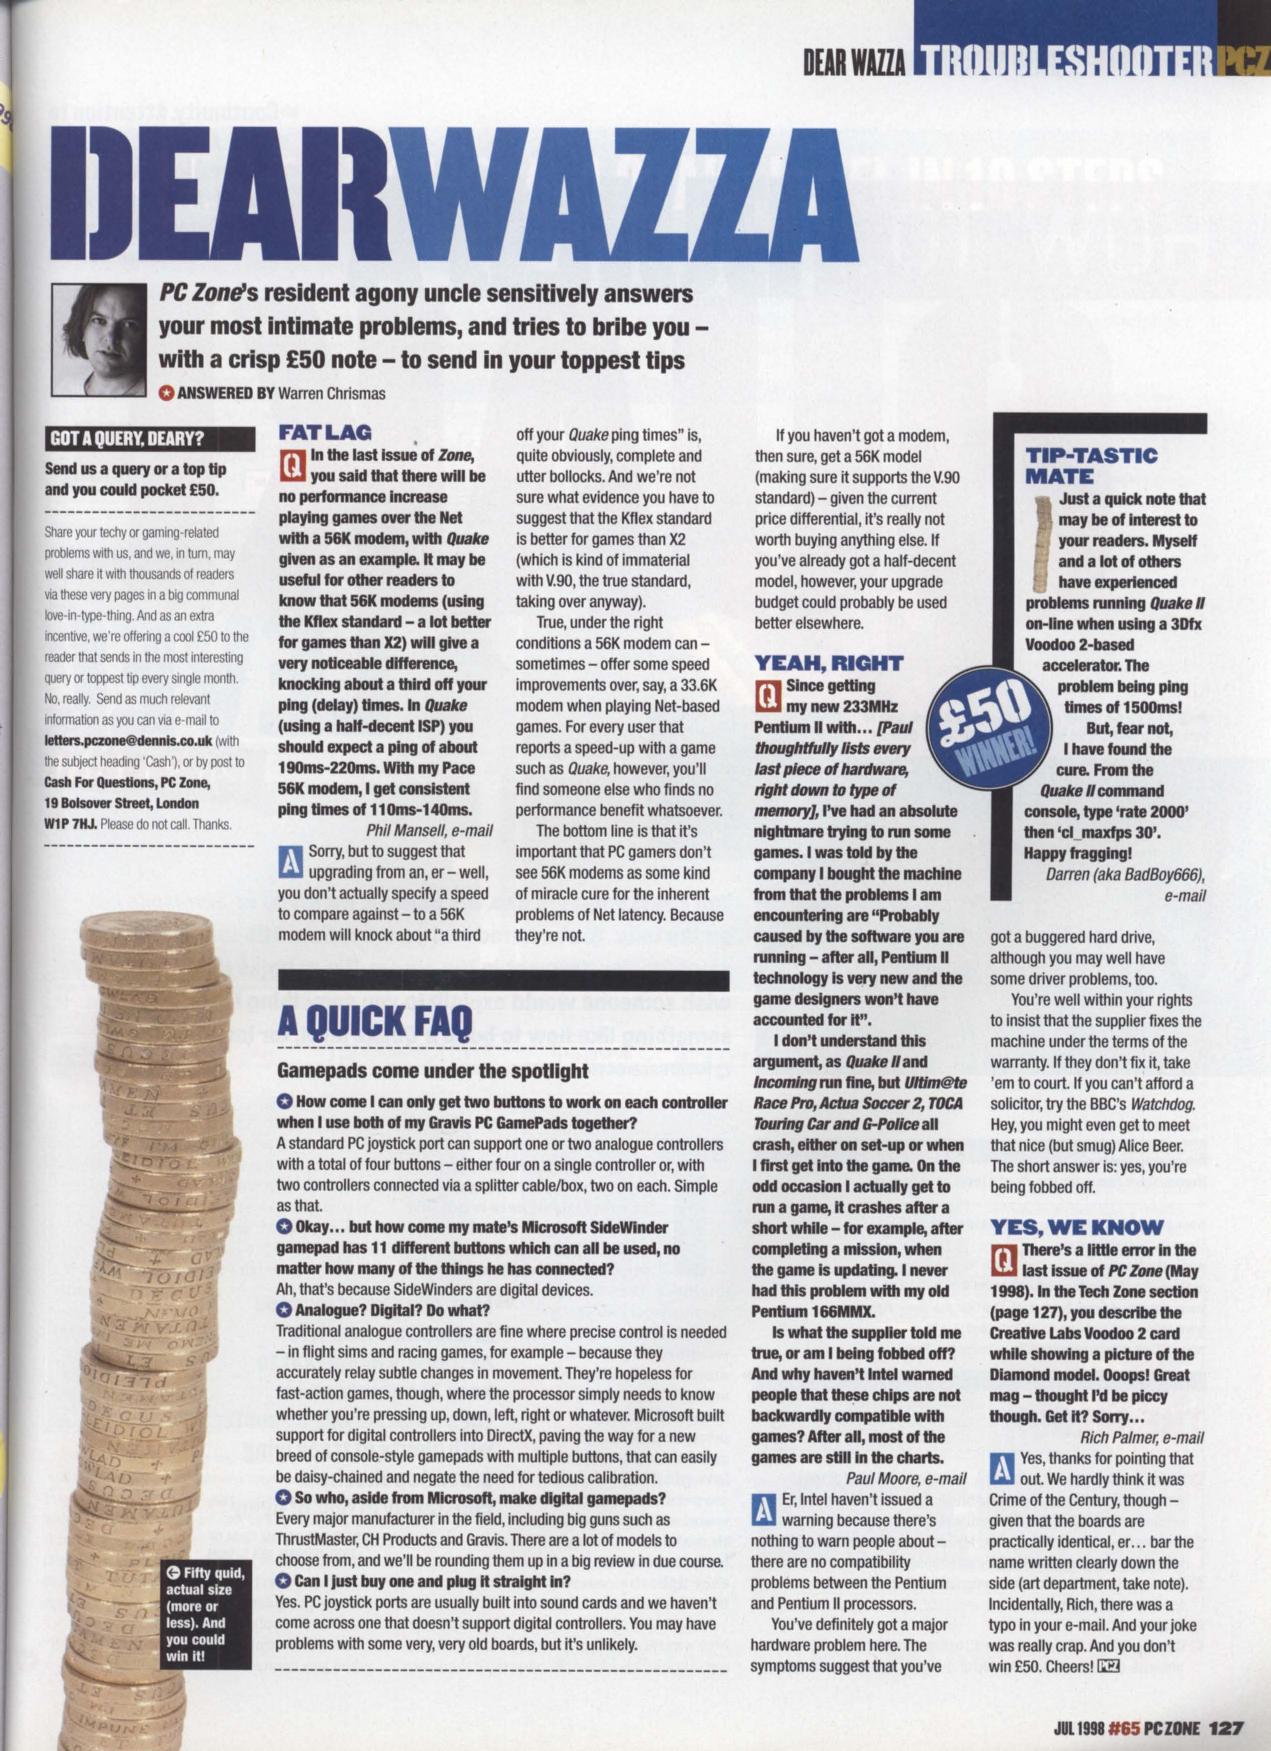 DEAR WAZZA TROUBLESHOOTER PCZ
DEARWAZZA
PC Zone's resident agony uncle sensitively answers
your most intimate problems, and tries to bribe you –
with a crisp £50 note – to send in your toppest tips
ANSWERED BY Warren Chrismas
GOT A QUERY, DEARY?
Send us a query or a top tip
and you could pocket £50.
Share your techy or gaming-related
problems with us, and we, in turn, may
well share it with thousands of readers
via these very pages in a big communal
love-in-type-thing. And as an extra
incentive, we're offering a cool £50 to the
reader that sends in the most interesting
query or toppest tip every single month.
No, really. Send as much relevant
information as you can via e-mail to
letters.pczone@dennis.co.uk (with
the subject heading 'Cash'), or by post to
Cash For Questions, PC Zone,
19 Bolsover Street, London
W1P 7HJ. Please do not call. Thanks.
Fifty quid,
actual size
(more or
less). And
you could
win it!
FAT LAG
Q In the last issue of Zone,
you said that there will be
no performance increase
playing games over the Net
with a 56K modem, with Quake
given as an example. It may be
useful for other readers to
know that 56K modems (using
the Kflex standard – a lot better
for games than X2) will give a
very noticeable difference,
knocking about a third off your
ping (delay) times. In Quake
(using a half-decent ISP) you
should expect a ping of about
190ms-220ms. With my Pace
56K modem, I get consistent
ping times of 110ms-140ms.
Phil Mansell, e-mail
A Sorry, but to suggest that
upgrading from an, er – well,
you don't actually specify a speed
to compare against – to a 56K
modem will knock about "a third
off your Quake ping times" is,
quite obviously, complete and
utter bollocks. And we're not
sure what evidence you have to
suggest that the Kflex standard
is better for games than X2
(which is kind of immaterial
with V.90, the true standard,
taking over anyway).
True, under the right
conditions a 56K modem can –
sometimes – offer some speed
improvements over, say, a 33.6K
modem when playing Net-based
games. For every user that
reports a speed-up with a game
such as Quake, however, you'll
find someone else who finds no
performance benefit whatsoever.
The bottom line is that it's
important that PC gamers don't
see 56K modems as some kind
of miracle cure for the inherent
problems of Net latency. Because
they're not.
If you haven't got a modem,
then sure, get a 56K model
(making sure it supports the V.90
standard) – given the current
price differential, it's really not
worth buying anything else. If
you've already got a half-decent
model, however, your upgrade
budget could probably be used
better elsewhere.
A QUICK FAQ
Gamepads come under the spotlight
How come I can only get two buttons to work on each controller
when I use both of my Gravis PC GamePads together?
A standard PC joystick port can support one or two analogue controllers
with a total of four buttons – either four on a single controller or, with
two controllers connected via a splitter cable/box, two on each. Simple
as that.
Okay... but how come my mate's Microsoft SideWinder
gamepad has 11 different buttons which can all be used, no
matter how many of the things he has connected?
Ah, that's because SideWinders are digital devices.
Analogue? Digital? Do what?
Traditional analogue controllers are fine where precise control is needed
– in flight sims and racing games, for example – because they
accurately relay subtle changes in movement. They're hopeless for
fast-action games, though, where the processor simply needs to know
whether you're pressing up, down, left, right or whatever. Microsoft built
support for digital controllers into DirectX, paving the way for a new
breed of console-style gamepads with multiple buttons, that can easily
be daisy-chained and negate the need for tedious calibration.
So who, aside from Microsoft, make digital gamepads?
Every major manufacturer in the field, including big guns such as
ThrustMaster, CH Products and Gravis. There are a lot of models to
choose from, and we'll be rounding them up in a big review in due course.
Can I just buy one and plug it straight in?
Yes. PC joystick ports are usually built into sound cards and we haven't
come across one that doesn't support digital controllers. You may have
problems with some very, very old boards, but it's unlikely.
YEAH, RIGHT
Q Since getting
my new 233MHz
Pentium II with... [Paul
thoughtfully lists every
last piece of hardware,
right down to type of
memory], I've had an absolute
nightmare trying to run some
games. I was told by the
company I bought the machine
from that the problems I am
encountering are "Probably
caused by the software you are
running – after all, Pentium II
technology is very new and the
game designers won't have
accounted for it".
I don't understand this
argument, as Quake II and
Incoming run fine, but Ultim@te
Race Pro, Actua Soccer 2, TOCA
Touring Car and G-Police all
crash, either on set-up or when
I first get into the game. On the
odd occasion I actually get to
run a game, it crashes after a
short while – for example, after
completing a mission, when
the game is updating. I never
had this problem with my old
Pentium 166MMX.
Is what the supplier told me
true, or am I being fobbed off?
And why haven't Intel warned
people that these chips are not
backwardly compatible with
games? After all, most of the
games are still in the charts.
Paul Moore, e-mail
A Er, Intel haven't issued a
warning because there's
nothing to warn people about –
there are no compatibility
problems between the Pentium
and Pentium II processors.
You've definitely got a major
hardware problem here. The
symptoms suggest that you've
got a buggered hard drive,
although you may well have
some driver problems, too.
You're well within your rights
to insist that the supplier fixes the
machine under the terms of the
warranty. If they don't fix it, take
'em to court. If you can't afford a
solicitor, try the BBC's Watchdog.
Hey, you might even get to meet
that nice (but smug) Alice Beer.
The short answer is: yes, you're
being fobbed off.
£50
WINNER!
TIP-TASTIC
MATE
Just a quick note that
may be of interest to
your readers. Myself
and a lot of others
have experienced
problems running Quake II
on-line when using a 3Dfx
Voodoo 2-based
accelerator. The
problem being ping
times of 1500ms!
But, fear not,
I have found the
cure. From the
Quake II command
console, type 'rate 2000'
then 'cl_maxfps 30'.
Happy fragging!
Darren (aka BadBoy666),
e-mail
YES, WE KNOW
Q There's a little error in the
last issue of PC Zone (May
1998). In the Tech Zone section
(page 127), you describe the
Creative Labs Voodoo 2 card
while showing a picture of the
Diamond model. Ooops! Great
mag – thought I'd be piccy
though. Get it? Sorry...
Rich Palmer, e-mail
A Yes, thanks for pointing that
out. We hardly think it was
Crime of the Century, though –
given that the boards are
practically identical, er... bar the
name written clearly down the
side (art department, take note).
Incidentally, Rich, there was a
typo in your e-mail. And your joke
was really crap. And you don't
win £50. Cheers! PCZ
JUL 1998 #65 PC ZONE 127